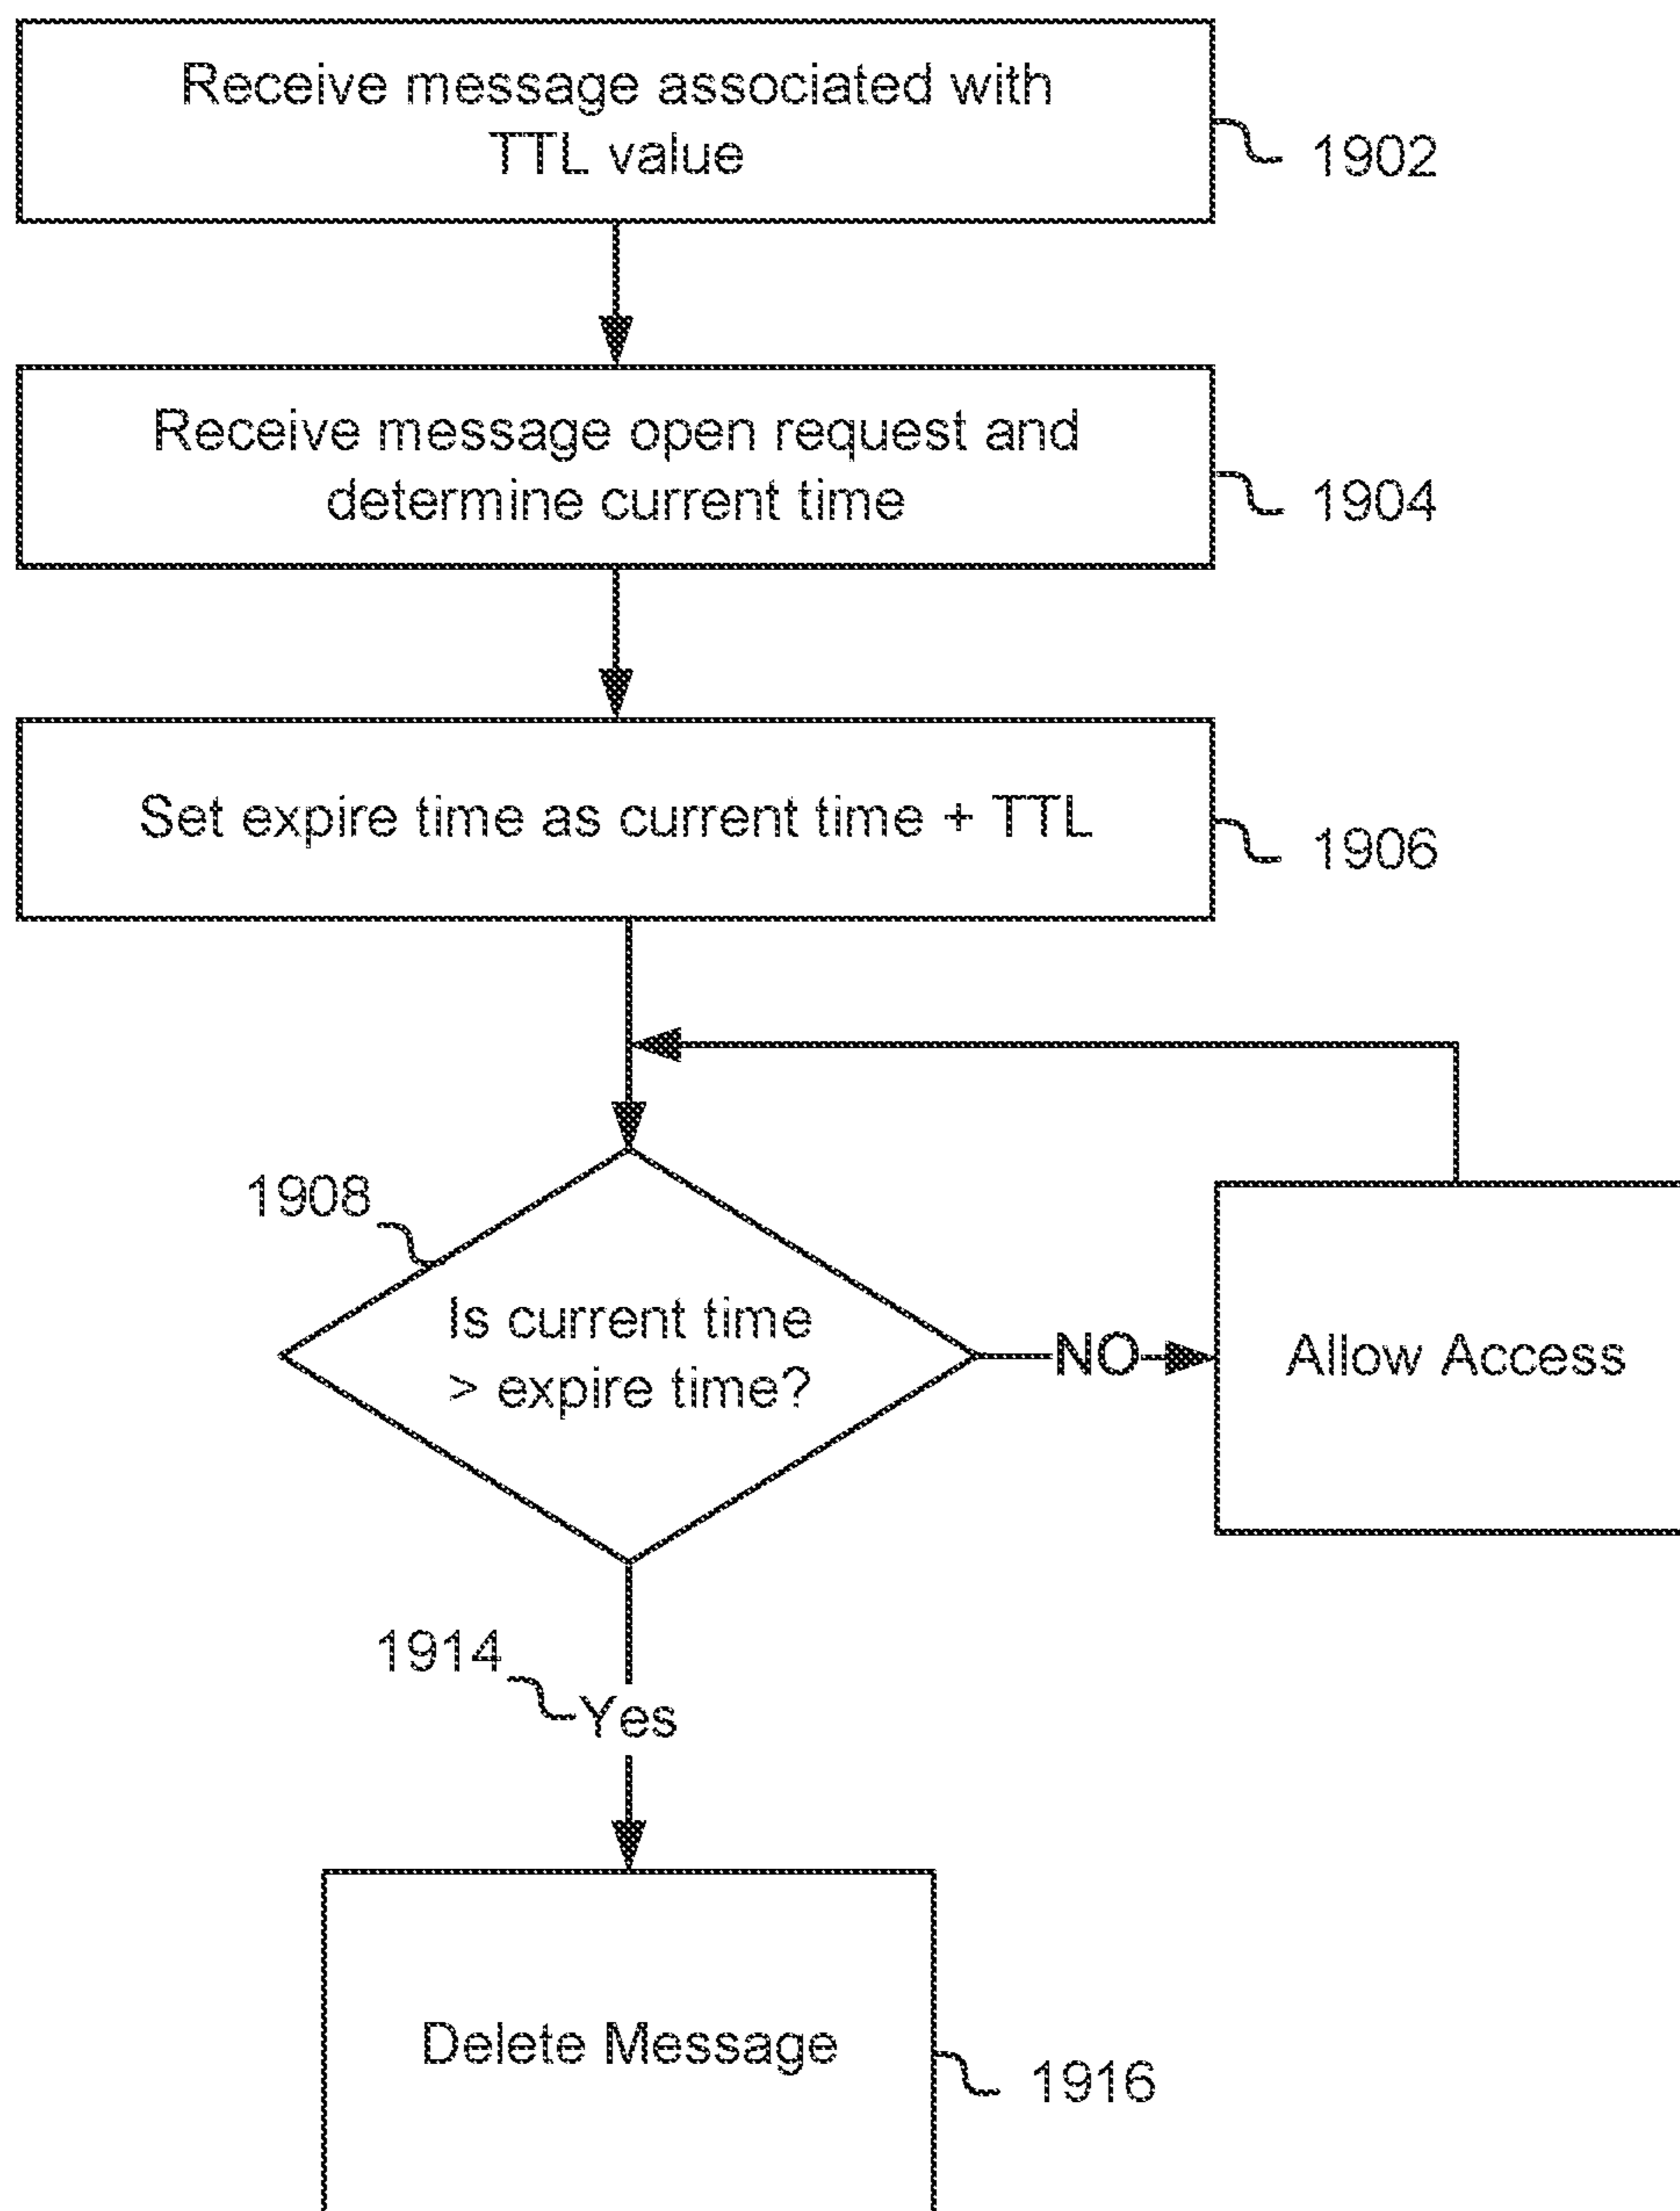 Receive message associated with
TTL value
1902
Receive message open request and
determine current time
1904
Set expire time as current time + TTL
1906
1908
Is current time
> expire time?
NO
Allow Access
1914
Yes
Delete Message
1916